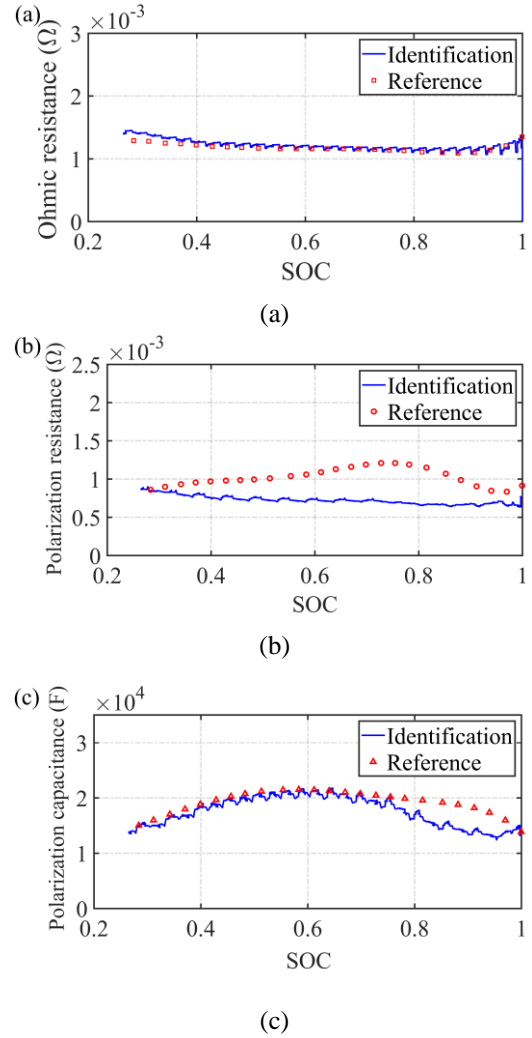 (a)
×10⁻³
Ohmic resistance (Ω)
3
2
1
0
Identification
Reference
0.2 0.4 0.6 0.8 1
SOC
(a)
(b)
×10⁻³
Polarization resistance (Ω)
2.5
2
1.5
1
0.5
0
Identification
Reference
0.2 0.4 0.6 0.8 1
SOC
(b)
(c)
×10⁴
Polarization capacitance (F)
3
2
1
0
Identification
Reference
0.2 0.4 0.6 0.8 1
SOC
(c)